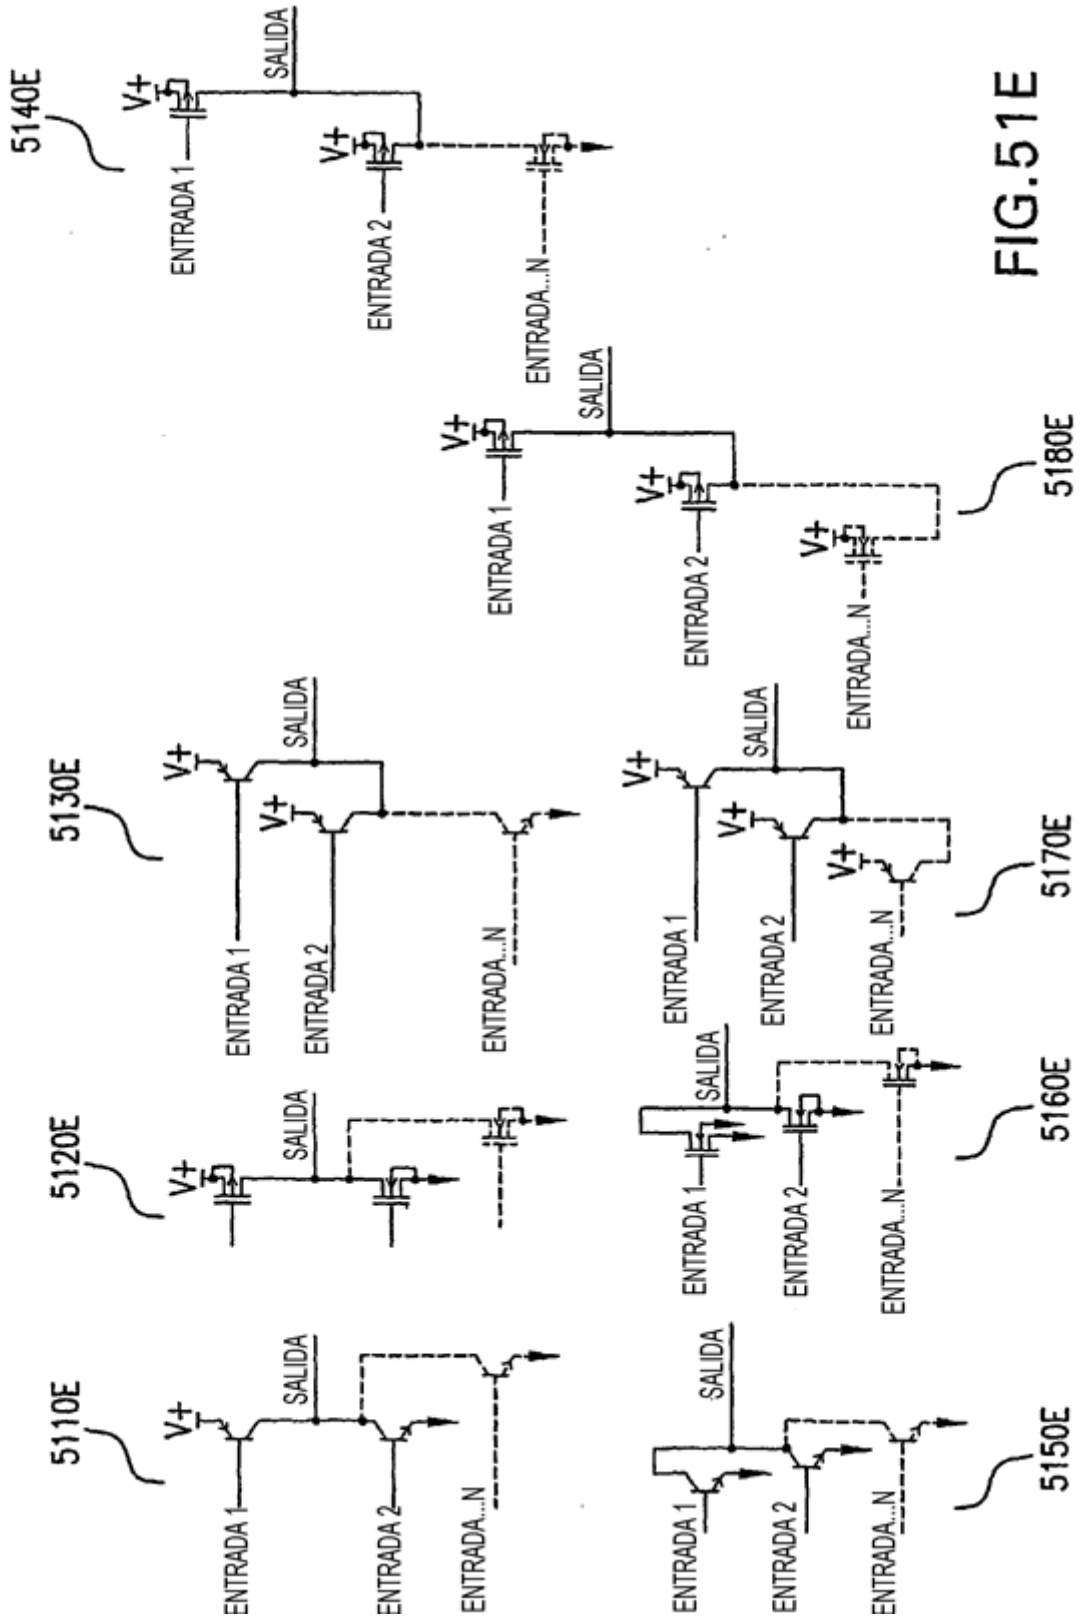 5110E
V+
ENTRADA 1
SALIDA
ENTRADA 2
ENTRADA...N
5120E
V+
SALIDA
5130E
V+
ENTRADA 1
SALIDA
V+
ENTRADA 2
ENTRADA...N
5140E
V+
ENTRADA 1
SALIDA
V+
ENTRADA 2
ENTRADA...N
5150E
SALIDA
ENTRADA 1
ENTRADA 2
ENTRADA...N
5160E
SALIDA
ENTRADA 1
ENTRADA 2
ENTRADA...N
5170E
V+
ENTRADA 1
SALIDA
V+
ENTRADA 2
V+
ENTRADA...N
5180E
V+
ENTRADA 1
SALIDA
V+
ENTRADA 2
V+
ENTRADA...N
FIG.51E